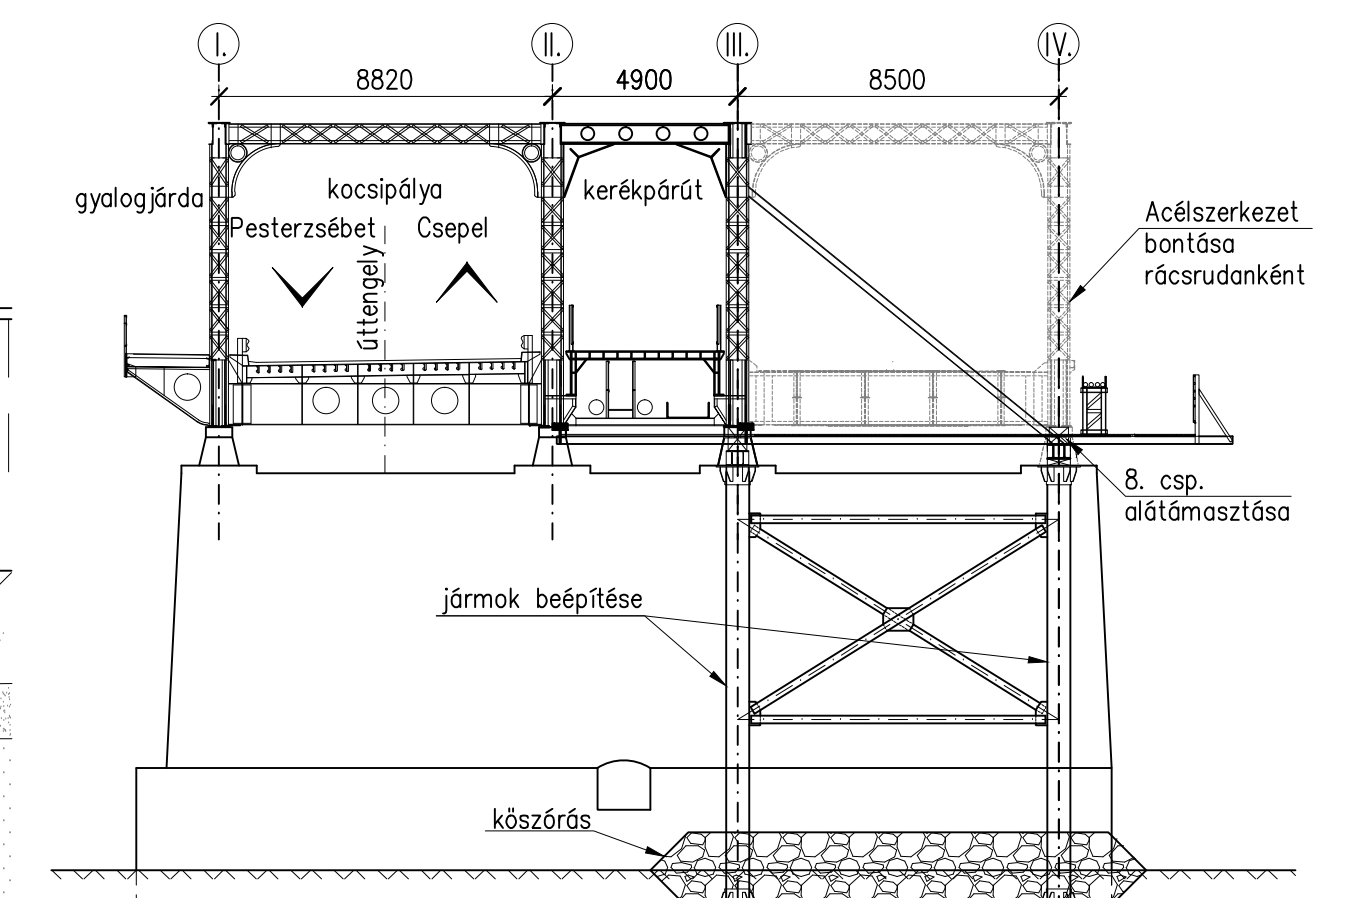 I. II. III. IV.
8820 4900 8500
gyalogjárda
kocsipálya
kerékpárút
Pesterzsébet Csepel
úttengely
Acélszerkezet
bontása
rácsrudanként
8. csp.
alátámasztása
jármok beépítése
köszórás